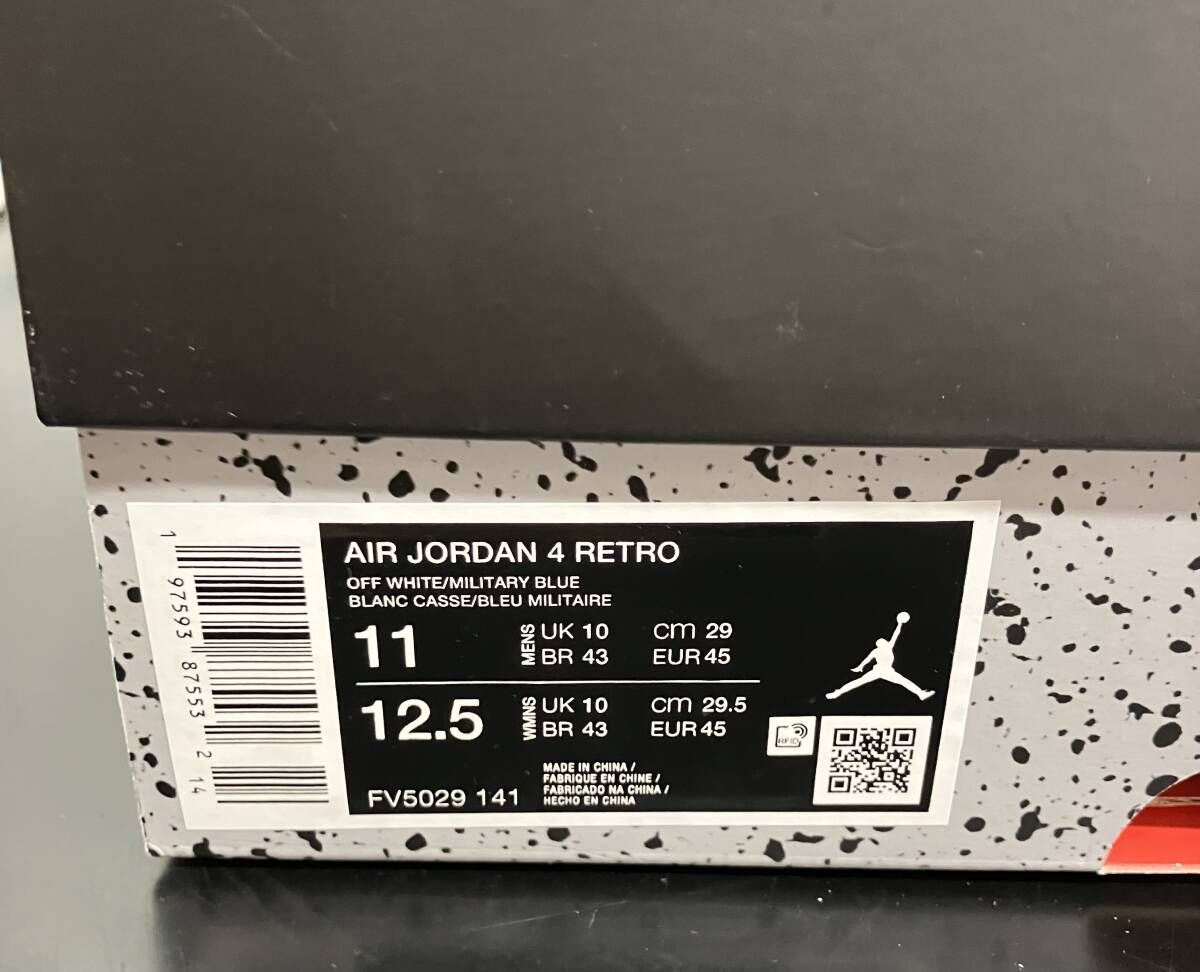 AIR JORDAN 4 RETRO
OFF WHITE/MILITARY BLUE
BLANC CASSE/BLEU MILITAIRE
11 MENS UK 10 cm 29
BR 43 EUR 45
12.5 WMNS UK 10 cm 29.5
BR 43 EUR 45
RFID
MADE IN CHINA /
FABRIQUE EN CHINE /
FABRICADO NA CHINA /
HECHO EN CHINA
FV5029 141
1 97593 87553 2 14